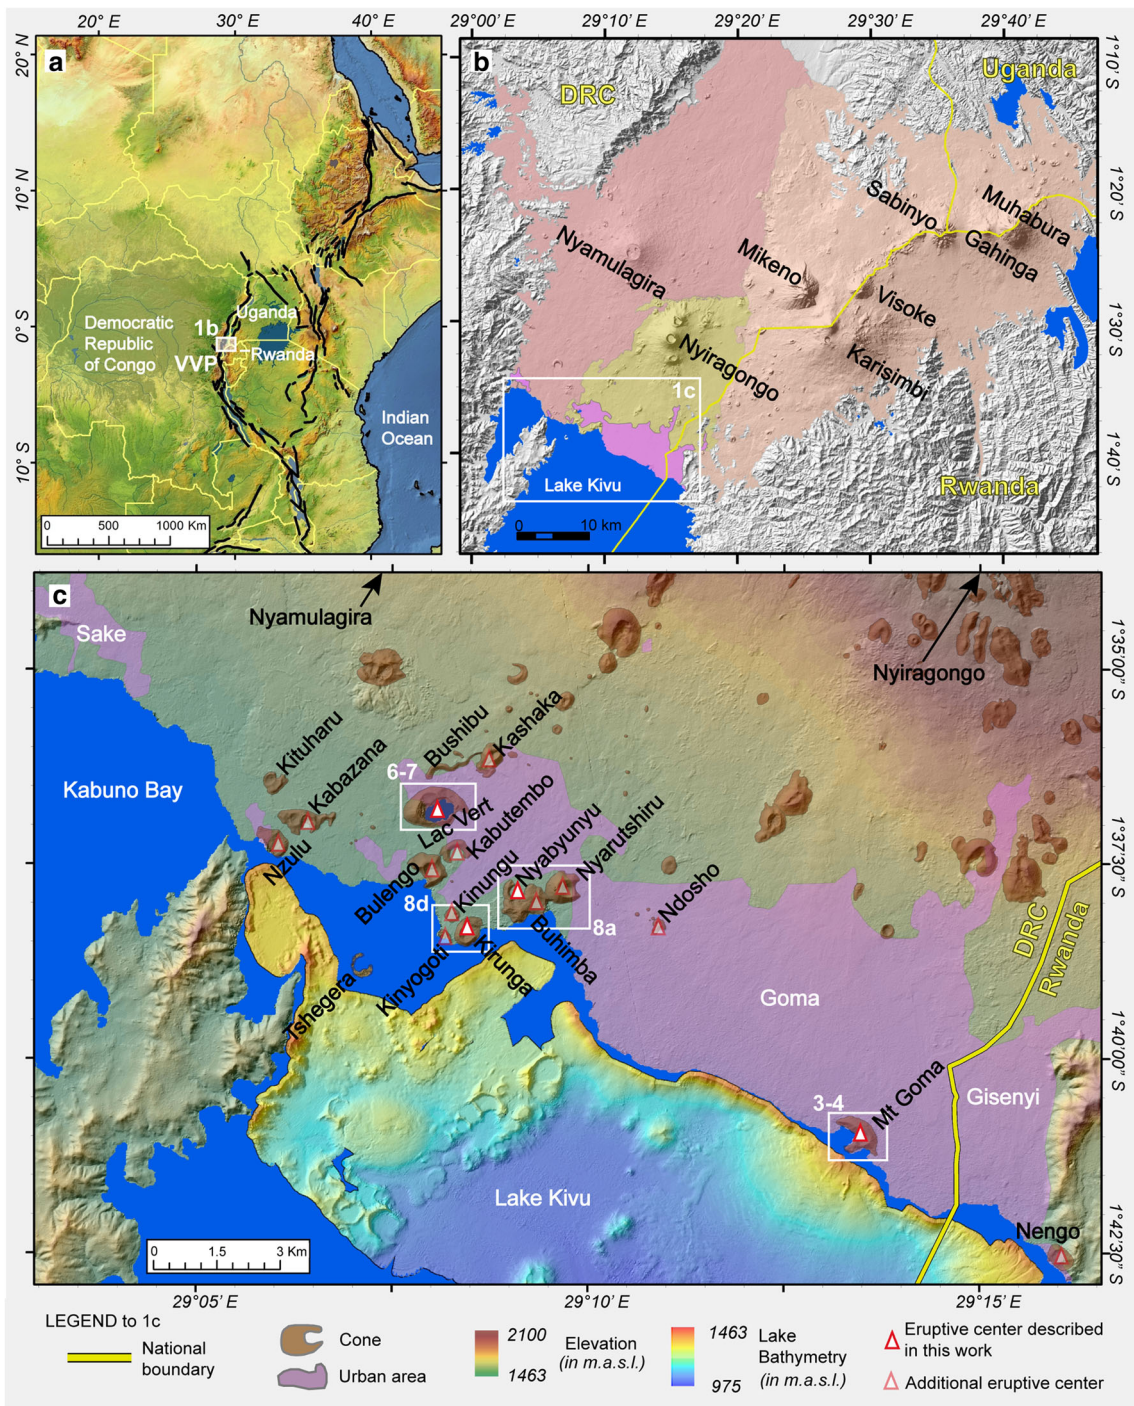 20° E 30° E 40° E
29°00' E 29°10' E 29°20' E 29°30' E 29°40' E
a
20° N
10° N
0° S
10° S
Uganda
1b
Democratic
Republic
of Congo
VVP
Rwanda
Indian
Ocean
0 500 1000 Km
b
DRC
Uganda
1°10' S
1°20' S
1°30' S
1°40' S
Sabinyo
Muhabura
Gahinga
Nyamulagira
Mikeno
Visoke
Nyiragongo
Karisimbi
1c
Rwanda
Lake Kivu
0 10 km
c
Nyamulagira
Sake
Nyiragongo
1°35'00" S
1°37'30" S
1°40'00" S
1°42'30" S
Kabuno Bay
Kituharu
Kabazana
Bushibu
Kashaka
6-7
Lac Vert
Kabutembo
Nzulu
Bulengo
Kinungu
Nyabyunyu
Nyarutshiru
8d
8a
Ndosho
Kinyogoti
Kirunga
Buhimba
Tshegera
DRC
Rwanda
Goma
3-4
Mt Goma
Gisenyi
Lake Kivu
Nengo
0 1.5 3 Km
29°05' E 29°10' E 29°15' E
LEGEND to 1c
National
boundary
Cone
Urban area
2100
1463
Elevation
(in m.a.s.l.)
1463
975
Lake
Bathymetry
(in m.a.s.l.)
Eruptive center described
in this work
Additional eruptive center